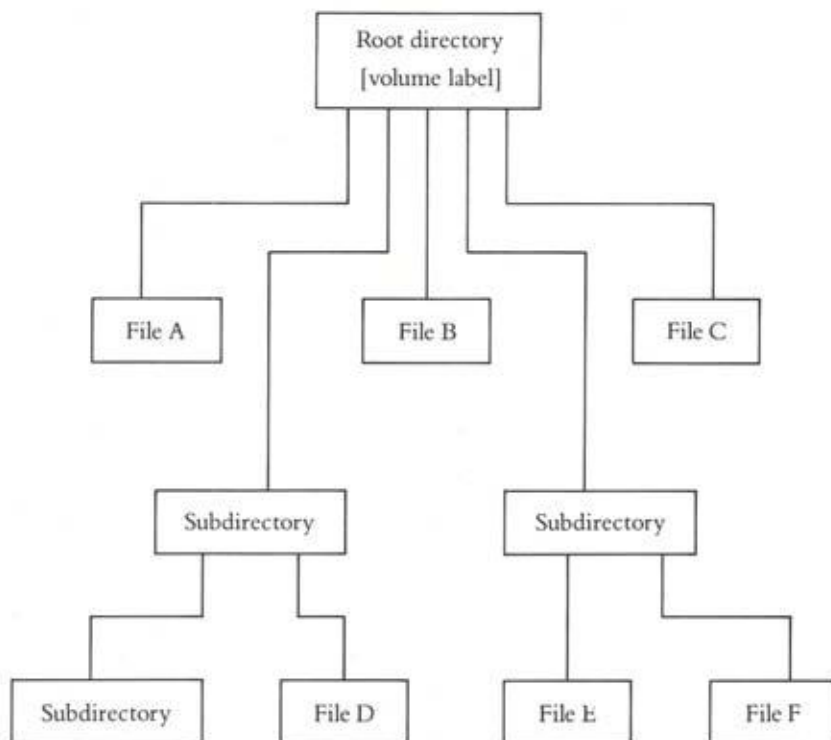 Root directory
[volume label]
File A
File B
File C
Subdirectory
Subdirectory
Subdirectory
File D
File E
File F